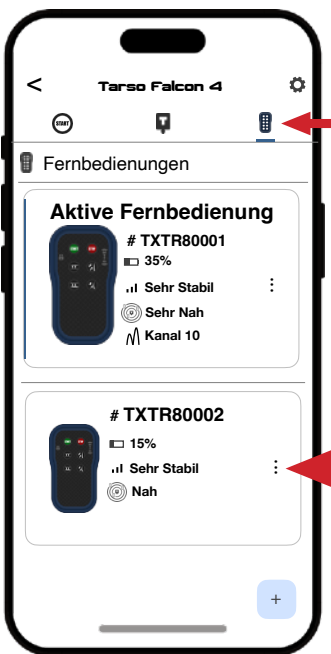 <
Tarso Falcon 4
START
T
Fernbedienungen
Aktive Fernbedienung
# TXTR80001
35%
Sehr Stabil
Sehr Nah
Kanal 10
# TXTR80002
15%
Sehr Stabil
Nah
+